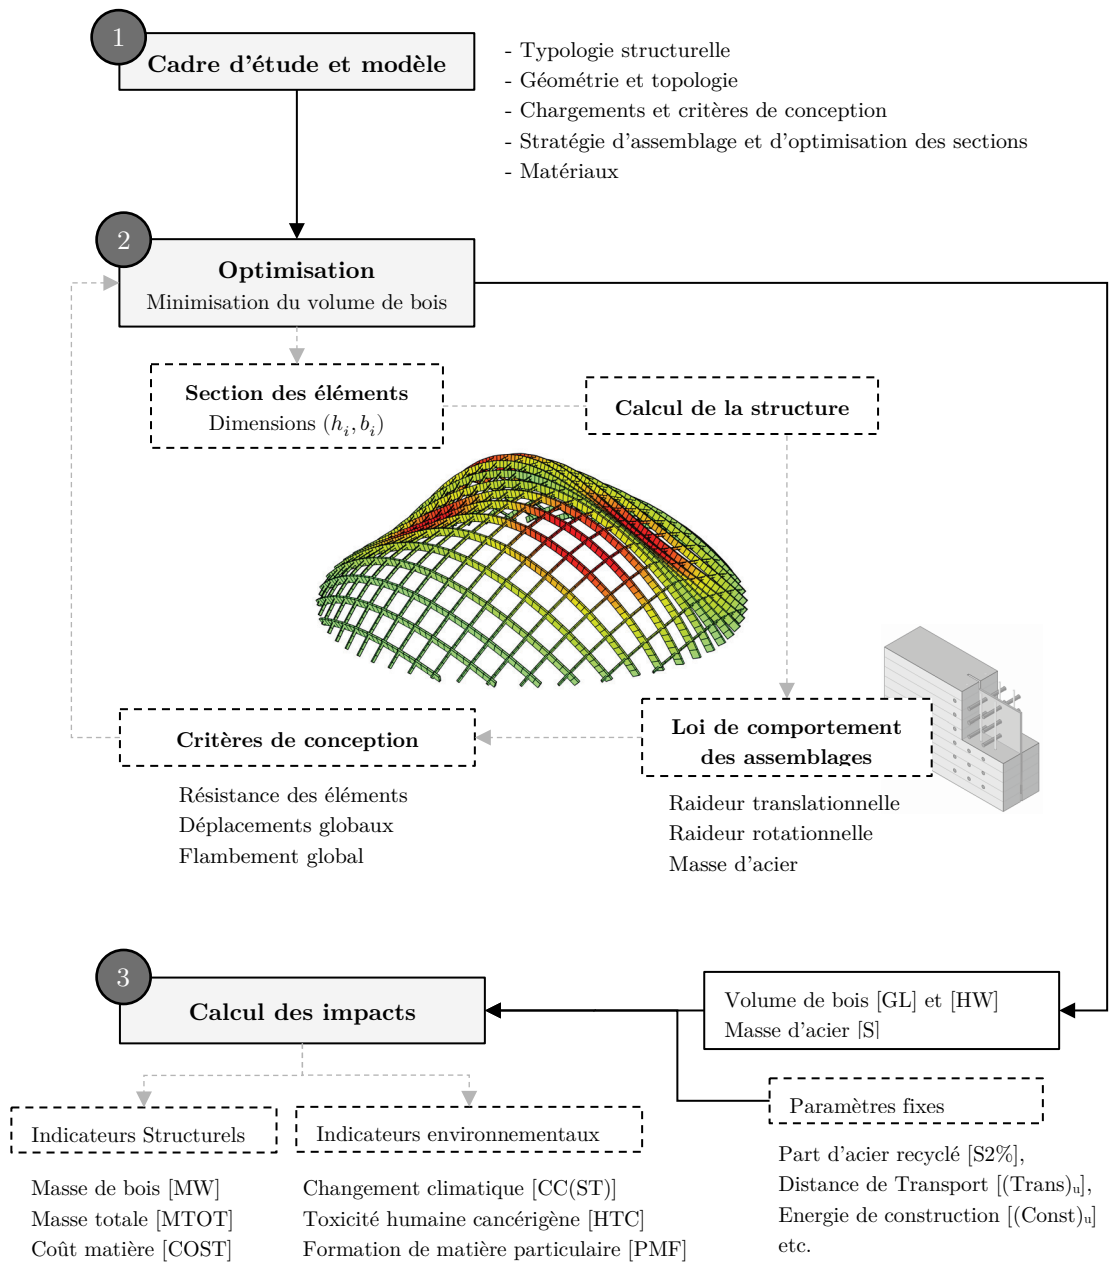 1
Cadre d'étude et modèle
- Typologie structurelle
- Géométrie et topologie
- Chargements et critères de conception
- Stratégie d'assemblage et d'optimisation des sections
- Matériaux
2
Optimisation
Minimisation du volume de bois
Section des éléments
Dimensions (h_i, b_i)
Calcul de la structure
Critères de conception
Résistance des éléments
Déplacements globaux
Flambement global
Loi de comportement
des assemblages
Raideur translationnelle
Raideur rotationnelle
Masse d'acier
3
Calcul des impacts
Volume de bois [GL] et [HW]
Masse d'acier [S]
Paramètres fixes
Part d'acier recyclé [S2%],
Distance de Transport [(Trans)ᵤ],
Energie de construction [(Const)ᵤ]
etc.
Indicateurs Structurels
Masse de bois [MW]
Masse totale [MTOT]
Coût matière [COST]
Indicateurs environnementaux
Changement climatique [CC(ST)]
Toxicité humaine cancérigène [HTC]
Formation de matière particulaire [PMF]